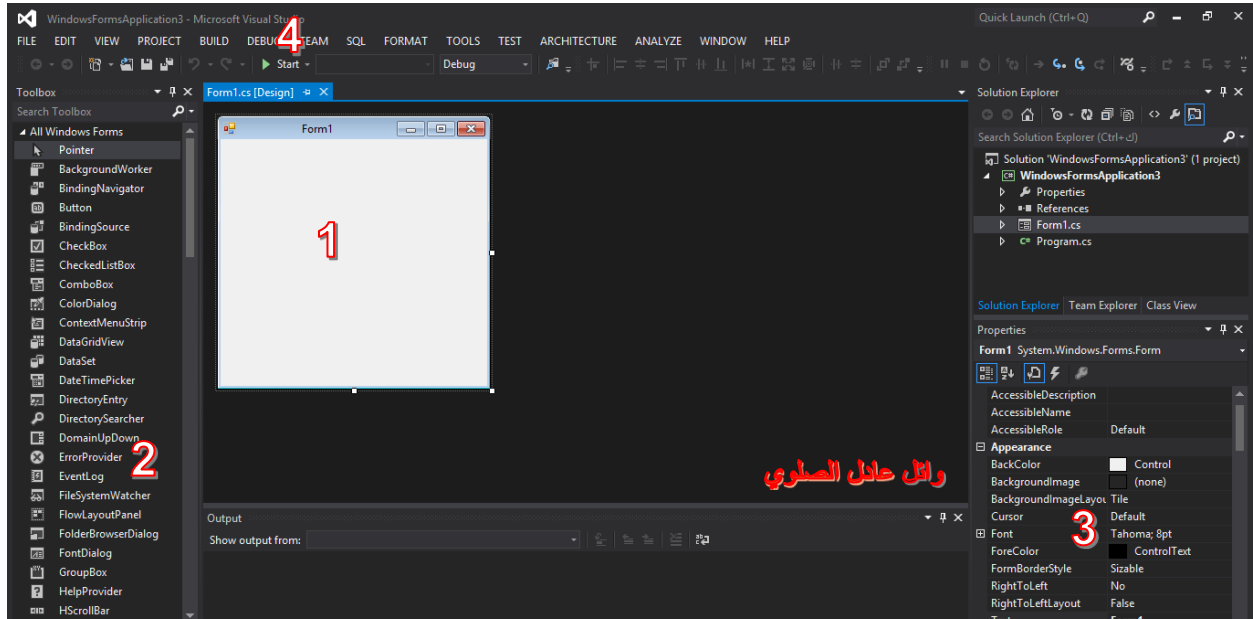 WindowsFormsApplication3 - Microsoft Visual Studio
Quick Launch (Ctrl+Q)
4
FILE EDIT VIEW PROJECT BUILD DEBUG TEAM SQL FORMAT TOOLS TEST ARCHITECTURE ANALYZE WINDOW HELP
Start
Debug
Toolbox
Search Toolbox
All Windows Forms
Pointer
BackgroundWorker
BindingNavigator
Button
BindingSource
CheckBox
CheckedListBox
ComboBox
ColorDialog
ContextMenuStrip
DataGridView
DataSet
DateTimePicker
DirectoryEntry
DirectorySearcher
DomainUpDown
ErrorProvider
EventLog
FileSystemWatcher
FlowLayoutPanel
FolderBrowserDialog
FontDialog
GroupBox
HelpProvider
HScrollBar
2
Form1.cs [Design]
Form1
1
وائل عادل الصلوي
Output
Show output from:
Solution Explorer
Search Solution Explorer (Ctrl+ك)
Solution 'WindowsFormsApplication3' (1 project)
WindowsFormsApplication3
Properties
References
Form1.cs
Program.cs
Solution Explorer Team Explorer Class View
Properties
Form1 System.Windows.Forms.Form
AccessibleDescription
AccessibleName
AccessibleRole Default
Appearance
BackColor Control
BackgroundImage (none)
BackgroundImageLayou Tile
Cursor Default
3
Font Tahoma; 8pt
ForeColor ControlText
FormBorderStyle Sizable
RightToLeft No
RightToLeftLayout False